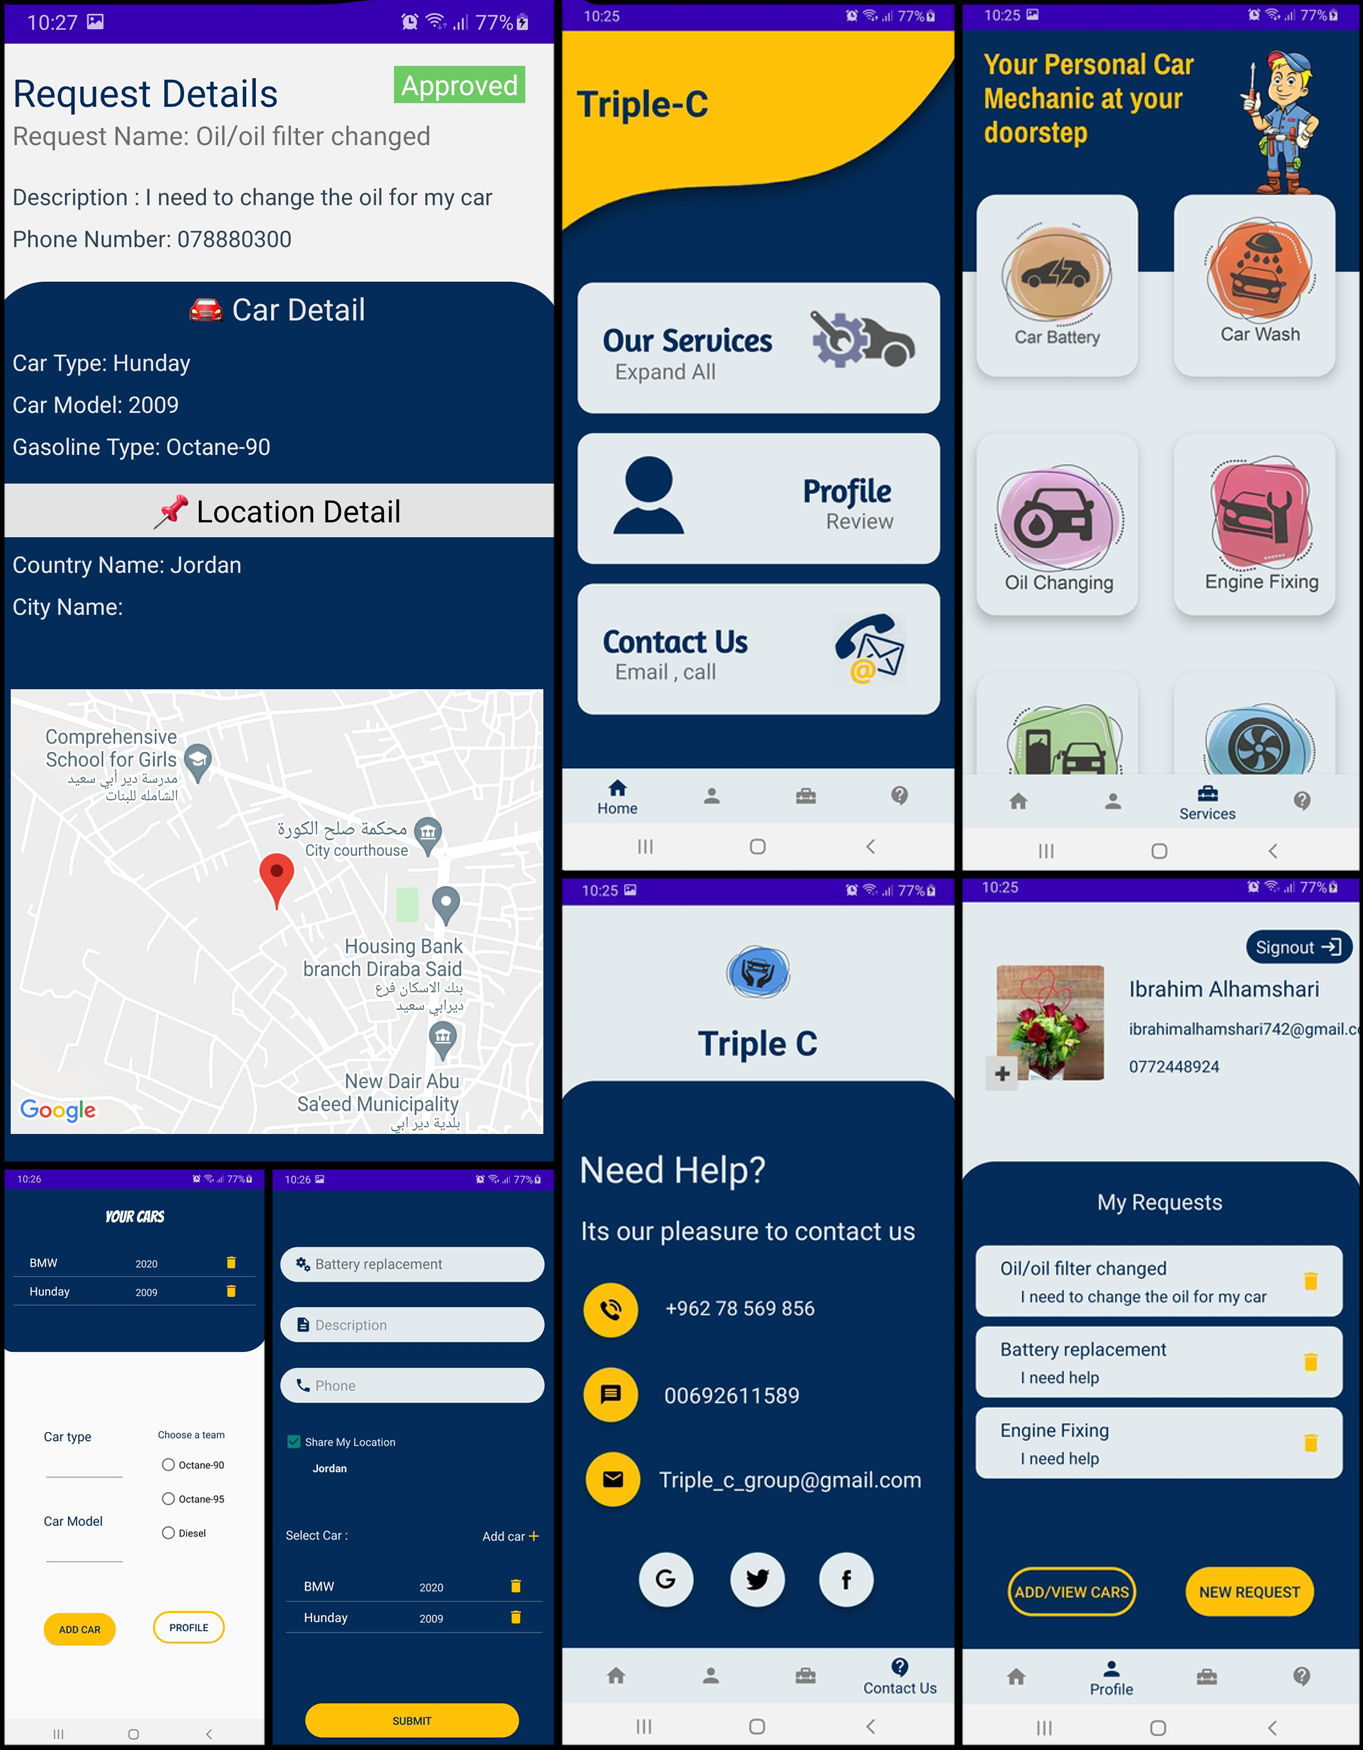 10:27
77%
Request Details
Approved
Request Name: Oil/oil filter changed
Description : I need to change the oil for my car
Phone Number: 078880300
Car Detail
Car Type: Hunday
Car Model: 2009
Gasoline Type: Octane-90
Location Detail
Country Name: Jordan
City Name:
Comprehensive
School for Girls
مدرسة دير أبي سعيد
الشامله للبنات
محكمة صلح الكورة
City courthouse
Housing Bank
branch Diraba Said
بنك الاسكان فرع
ديرابي سعيد
New Dair Abu
Sa'eed Municipality
بلدية دير ابي
Google
10:25
77%
Triple-C
Our Services
Expand All
Profile
Review
Contact Us
Email , call
Home
10:25
77%
Your Personal Car
Mechanic at your
doorstep
Car Battery
Car Wash
Oil Changing
Engine Fixing
Services
10:26
77%
YOUR CARS
BMW 2020
Hunday 2009
Car type
Choose a team
Octane-90
Octane-95
Car Model
Diesel
ADD CAR
PROFILE
10:26
77%
Battery replacement
Description
Phone
Share My Location
Jordan
Select Car :
Add car +
BMW 2020
Hunday 2009
SUBMIT
10:25
77%
Triple C
Need Help?
Its our pleasure to contact us
+962 78 569 856
00692611589
Triple_c_group@gmail.com
G
f
Contact Us
10:25
77%
Signout
Ibrahim Alhamshari
ibrahimalhamshari742@gmail.c
0772448924
My Requests
Oil/oil filter changed
I need to change the oil for my car
Battery replacement
I need help
Engine Fixing
I need help
ADD/VIEW CARS
NEW REQUEST
Profile